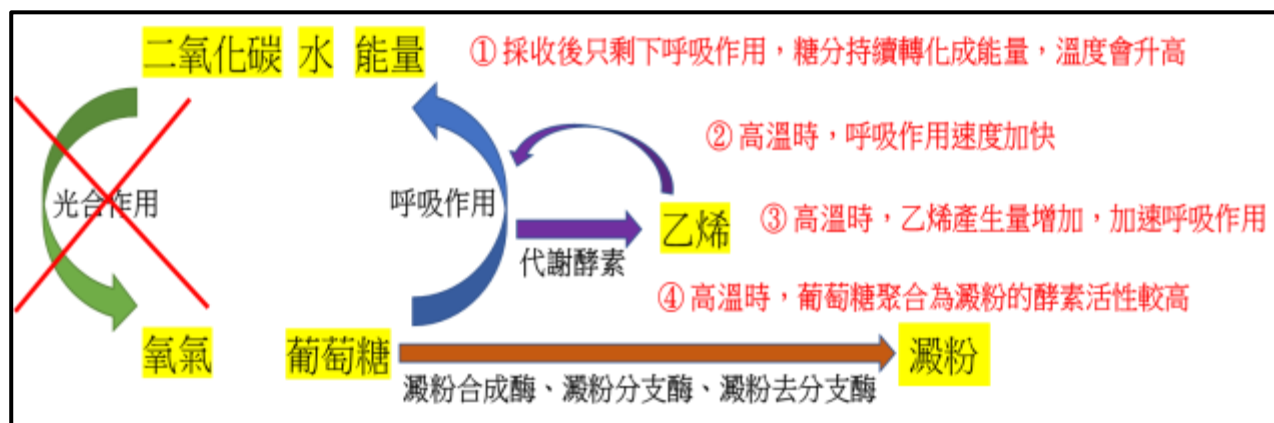 二氧化碳 水 能量
① 採收後只剩下呼吸作用，糖分持續轉化成能量，溫度會升高
② 高溫時，呼吸作用速度加快
光合作用
呼吸作用
乙烯
③ 高溫時，乙烯產生量增加，加速呼吸作用
代謝酵素
④ 高溫時，葡萄糖聚合為澱粉的酵素活性較高
氧氣
葡萄糖
澱粉
澱粉合成酶、澱粉分支酶、澱粉去分支酶